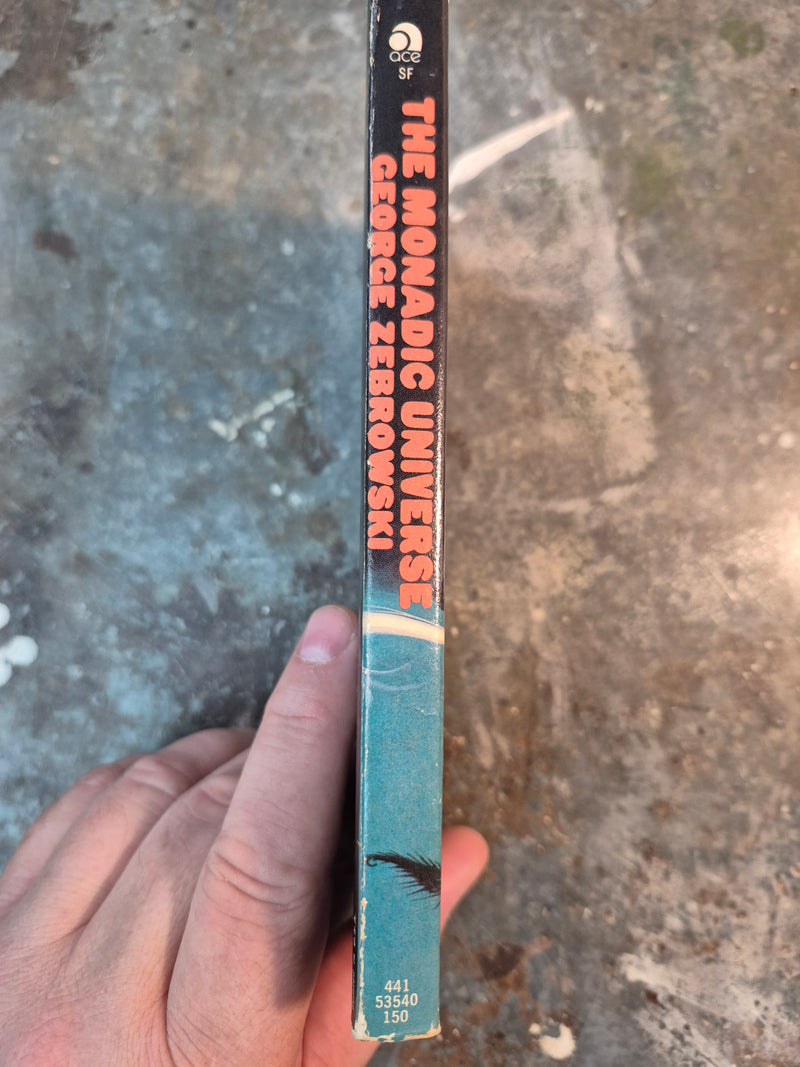 ace
SF
THE MONADIC UNIVERSE
GEORGE ZEBROWSKI
441
53540
150